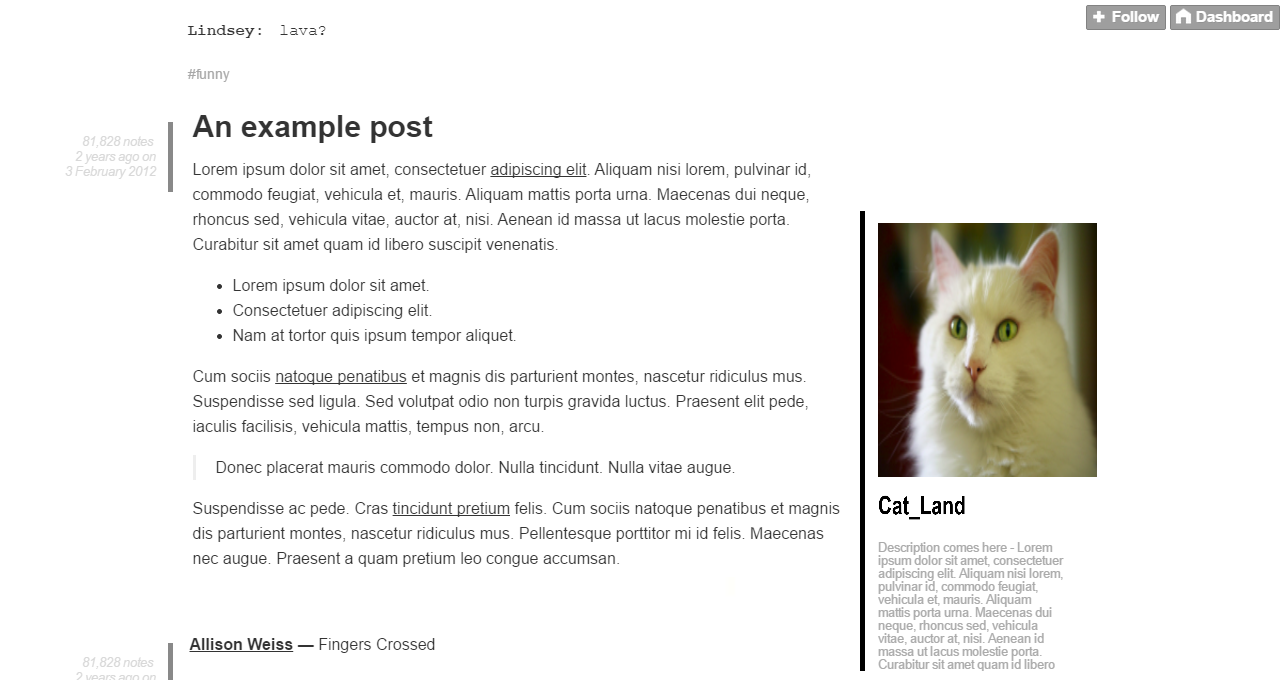 Follow
Dashboard
Lindsey: lava?
#funny
81,828 notes
2 years ago on
3 February 2012
An example post
Lorem ipsum dolor sit amet, consectetuer adipiscing elit. Aliquam nisi lorem, pulvinar id,
commodo feugiat, vehicula et, mauris. Aliquam mattis porta urna. Maecenas dui neque,
rhoncus sed, vehicula vitae, auctor at, nisi. Aenean id massa ut lacus molestie porta.
Curabitur sit amet quam id libero suscipit venenatis.
• Lorem ipsum dolor sit amet.
• Consectetuer adipiscing elit.
• Nam at tortor quis ipsum tempor aliquet.
Cum sociis natoque penatibus et magnis dis parturient montes, nascetur ridiculus mus.
Suspendisse sed ligula. Sed volutpat odio non turpis gravida luctus. Praesent elit pede,
iaculis facilisis, vehicula mattis, tempus non, arcu.
Donec placerat mauris commodo dolor. Nulla tincidunt. Nulla vitae augue.
Suspendisse ac pede. Cras tincidunt pretium felis. Cum sociis natoque penatibus et magnis
dis parturient montes, nascetur ridiculus mus. Pellentesque porttitor mi id felis. Maecenas
nec augue. Praesent a quam pretium leo congue accumsan.
81,828 notes
2 years ago on
Allison Weiss — Fingers Crossed
Cat_Land
Description comes here - Lorem
ipsum dolor sit amet, consectetuer
adipiscing elit. Aliquam nisi lorem,
pulvinar id, commodo feugiat,
vehicula et, mauris. Aliquam
mattis porta urna. Maecenas dui
neque, rhoncus sed, vehicula
vitae, auctor at, nisi. Aenean id
massa ut lacus molestie porta.
Curabitur sit amet quam id libero